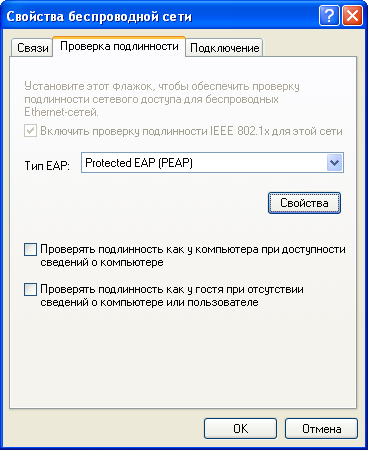 Свойства беспроводной сети
Связи
Проверка подлинности
Подключение
Установите этот флажок, чтобы обеспечить проверку
подлинности сетевого доступа для беспроводных
Ethernet-сетей.
Включить проверку подлинности IEEE 802.1x для этой сети
Тип EAP:
Protected EAP (PEAP)
Свойства
Проверять подлинность как у компьютера при доступности
сведений о компьютере
Проверять подлинность как у гостя при отсутствии
сведений о компьютере или пользователе
OK
Отмена